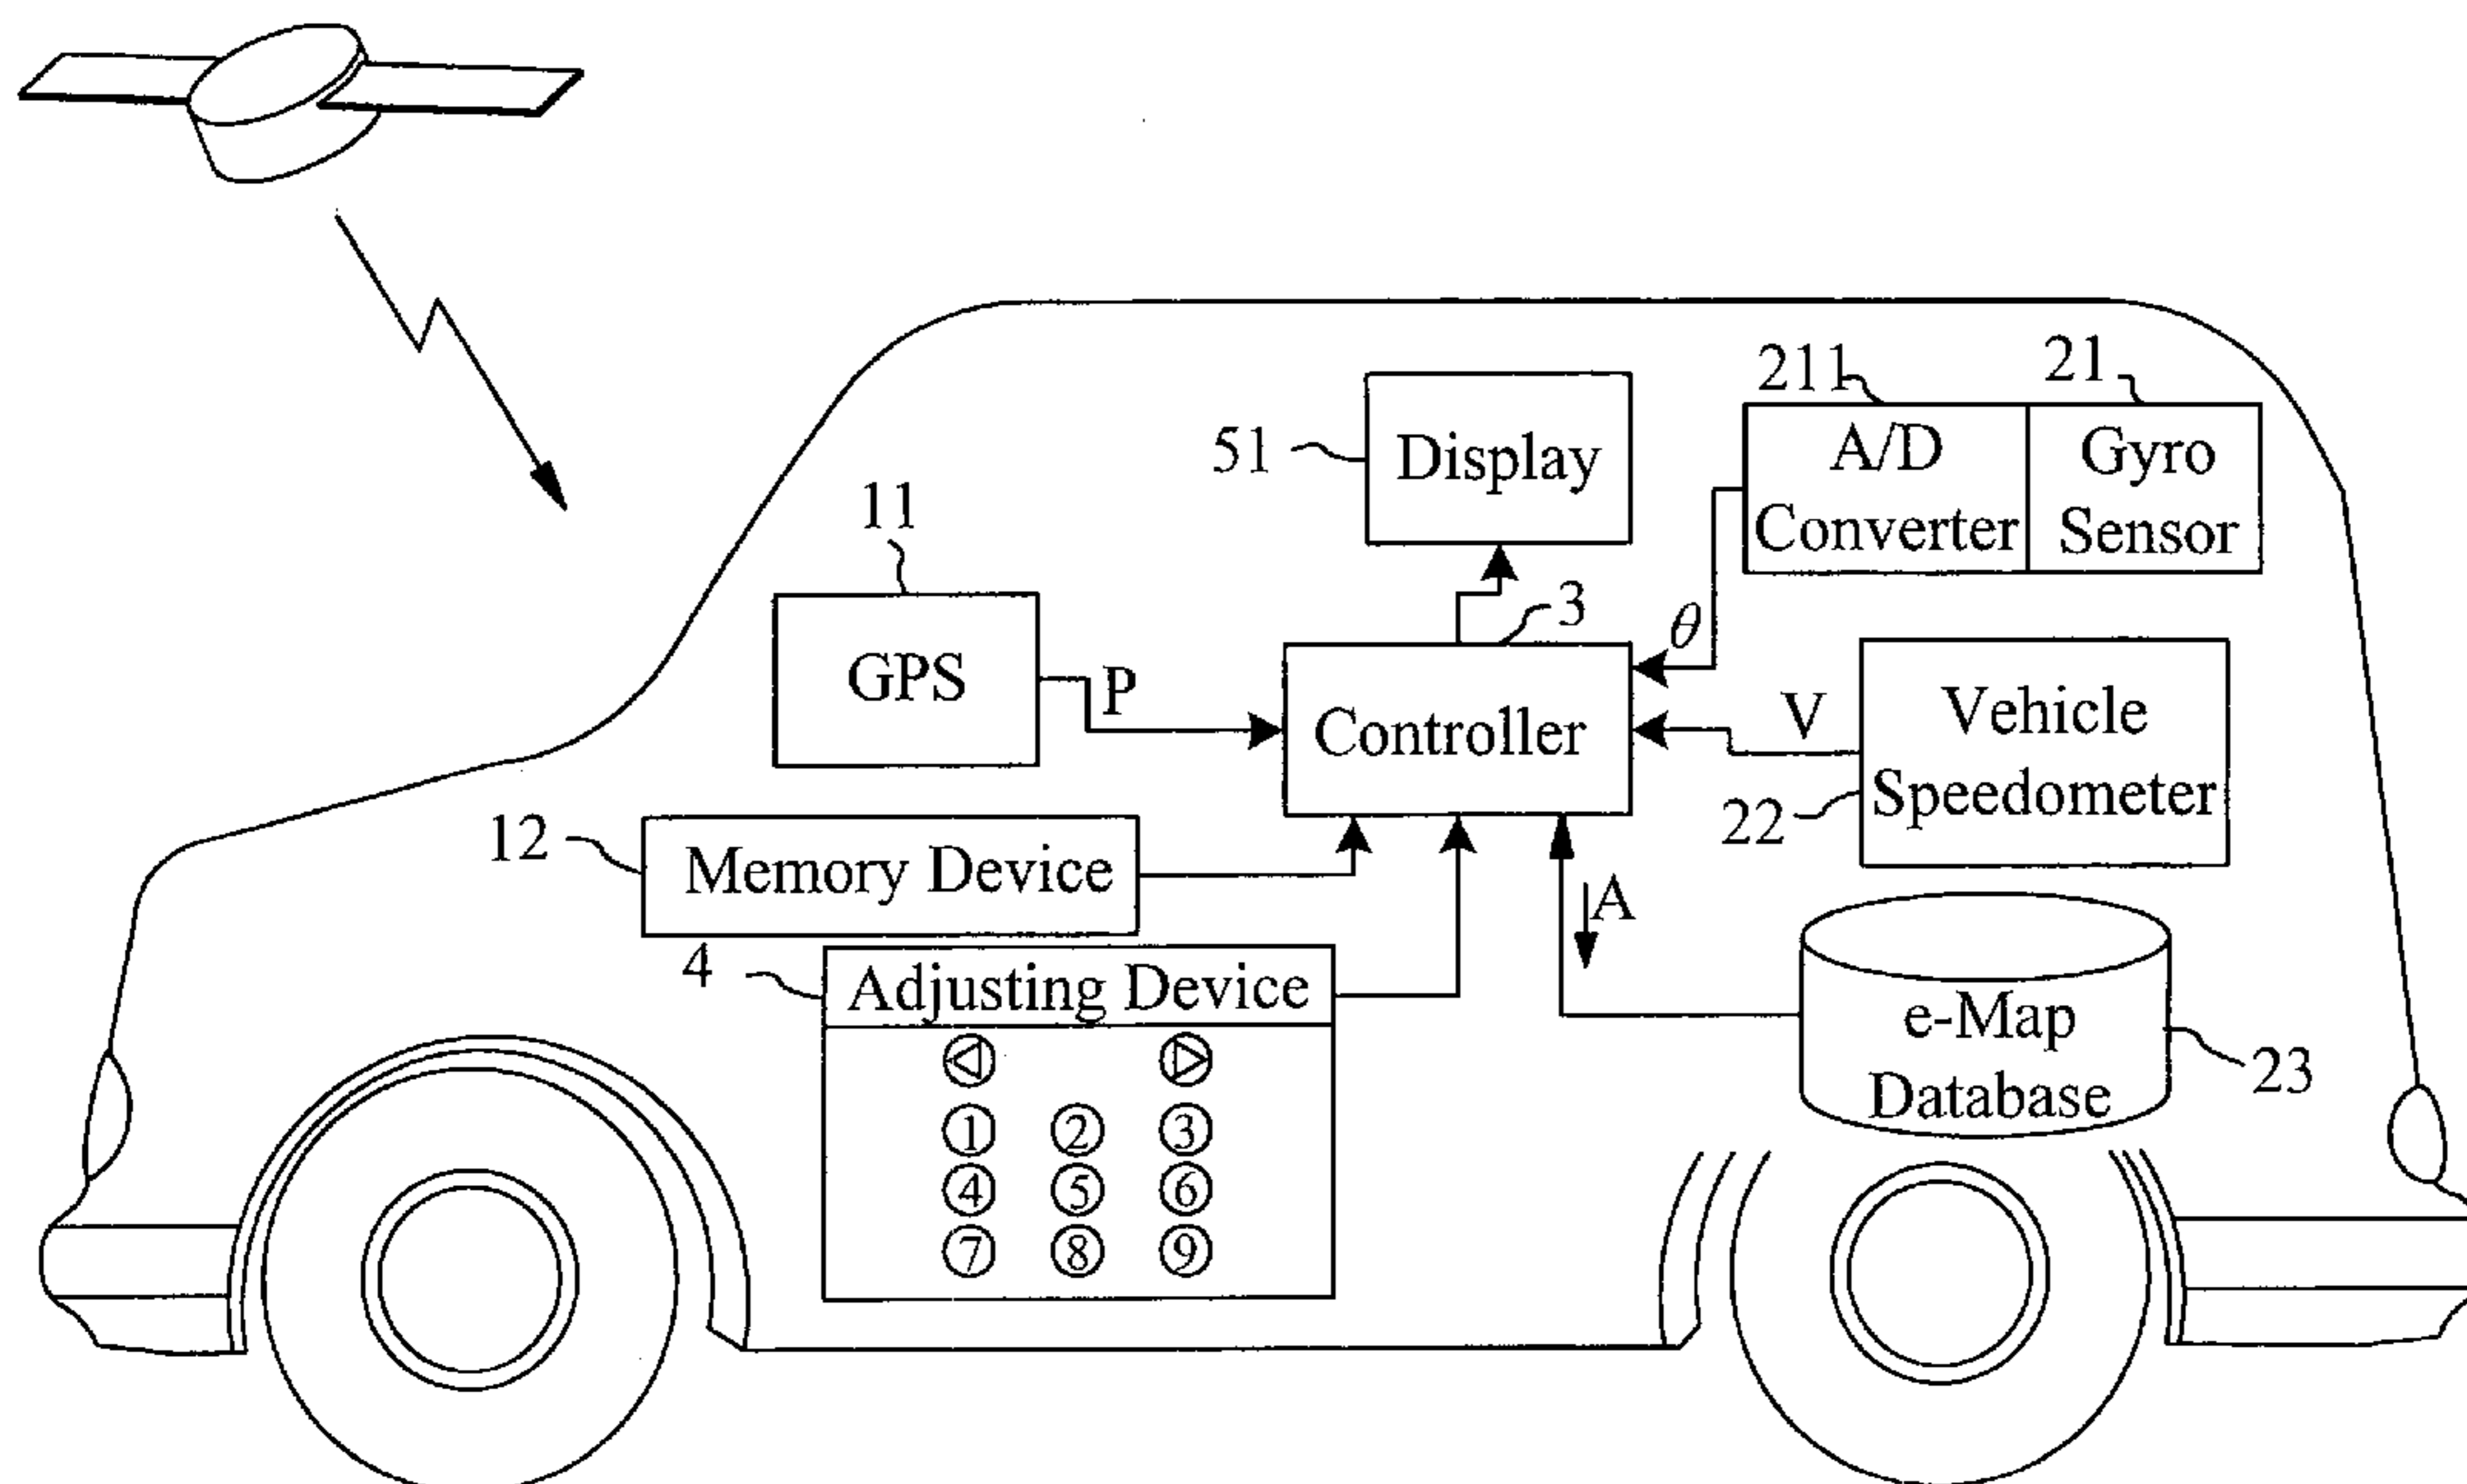 211
21
51
Display
A/D
Converter
Gyro
Sensor
11
GPS
P
3
θ
Controller
V
Vehicle
Speedometer
22
12
Memory Device
A
4
Adjusting Device
e-Map
Database
23
1 2 3
4 5 6
7 8 9